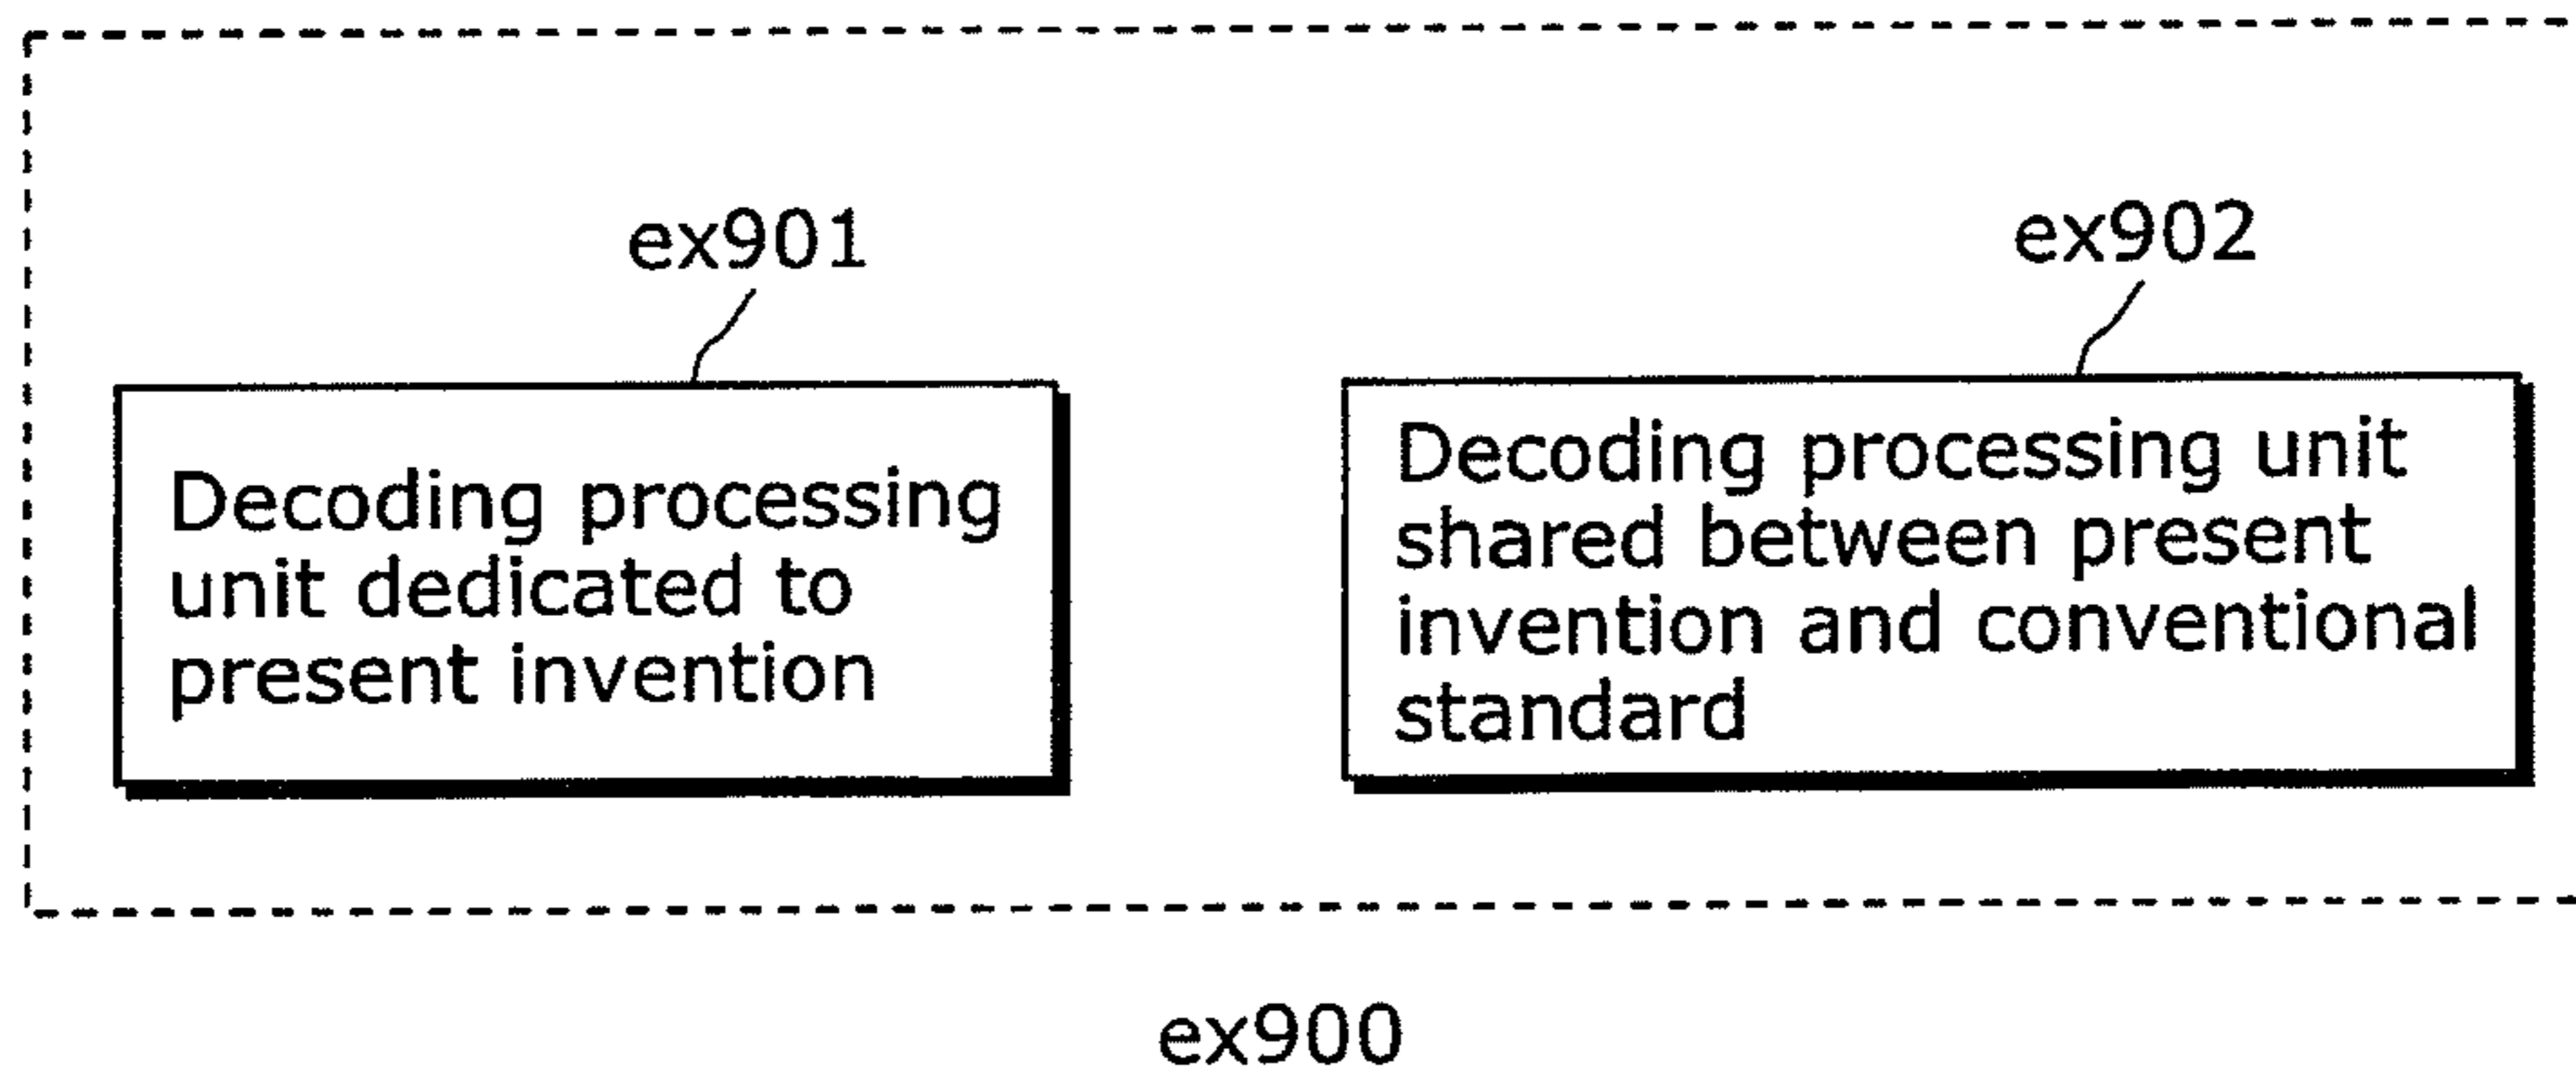 ex901
ex902
Decoding processing
unit dedicated to
present invention
Decoding processing unit
shared between present
invention and conventional
standard
ex900